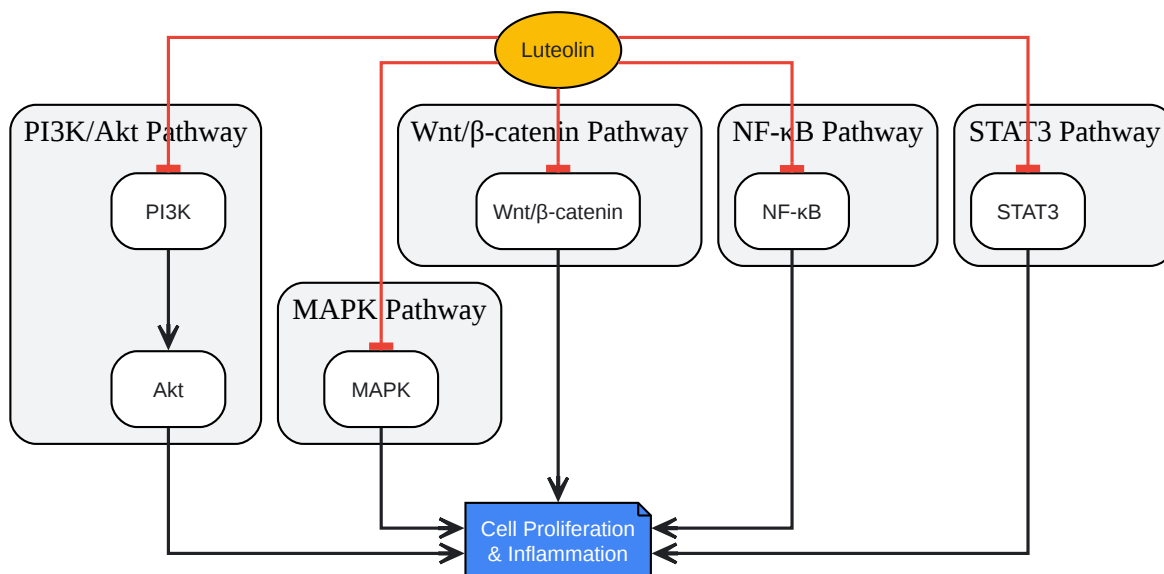 Luteolin
PI3K/Akt Pathway
Wnt/β-catenin Pathway
NF-κB Pathway
STAT3 Pathway
PI3K
Wnt/β-catenin
NF-κB
STAT3
MAPK Pathway
Akt
MAPK
Cell Proliferation
& Inflammation